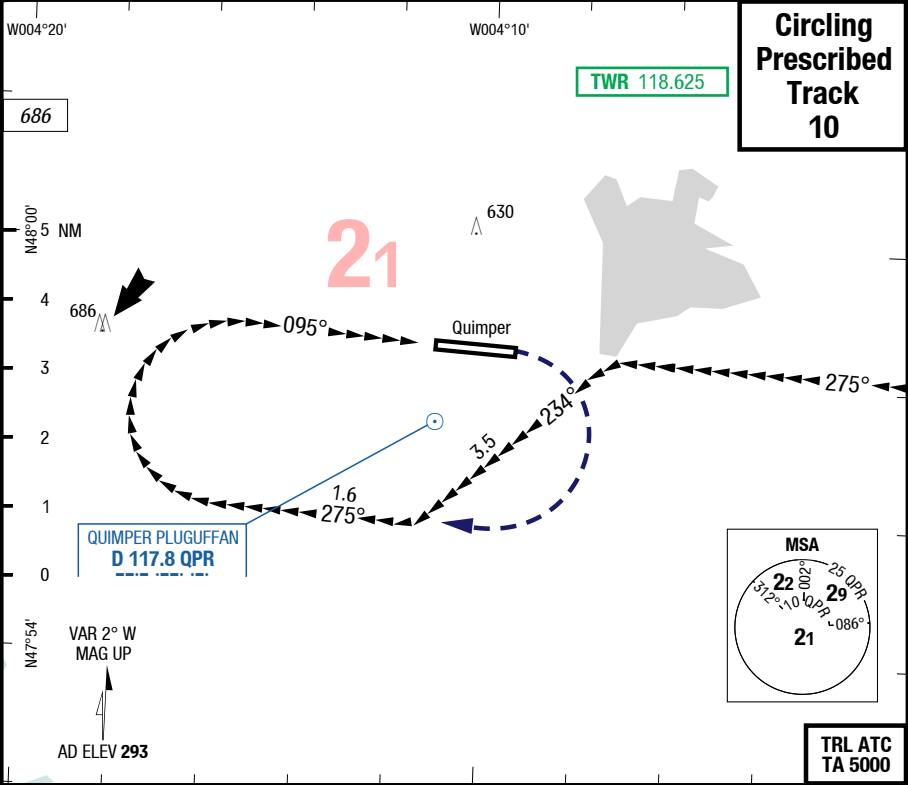 W004°20'
W004°10'
Circling
Prescribed
Track
10
TWR 118.625
686
N48°00'
5 NM
21
630
4
686
095°
Quimper
3
275°
234°
2
3.5
1
1.6
275°
QUIMPER PLUGUFFAN
D 117.8 QPR
0
MSA
002°
25 QPR
22
29
312°
10 QPR
086°
21
N47°54'
VAR 2° W
MAG UP
AD ELEV 293
TRL ATC
TA 5000